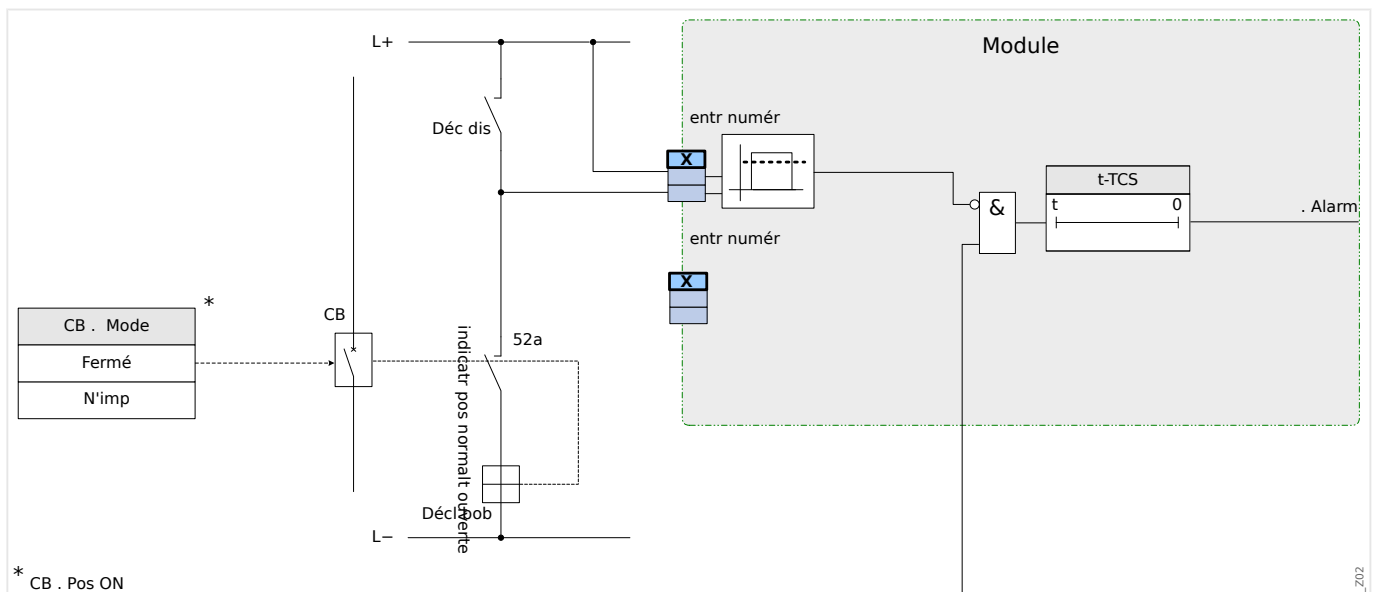 L+
Module
Déc dis
entr numér
X
t-TCS
&
t 0
. Alarm
entr numér
X
*
CB . Mode
Fermé
N'imp
CB
52a
indicatr pos normalt ouverte
Décl bob
L−
* CB . Pos ON
_Z02